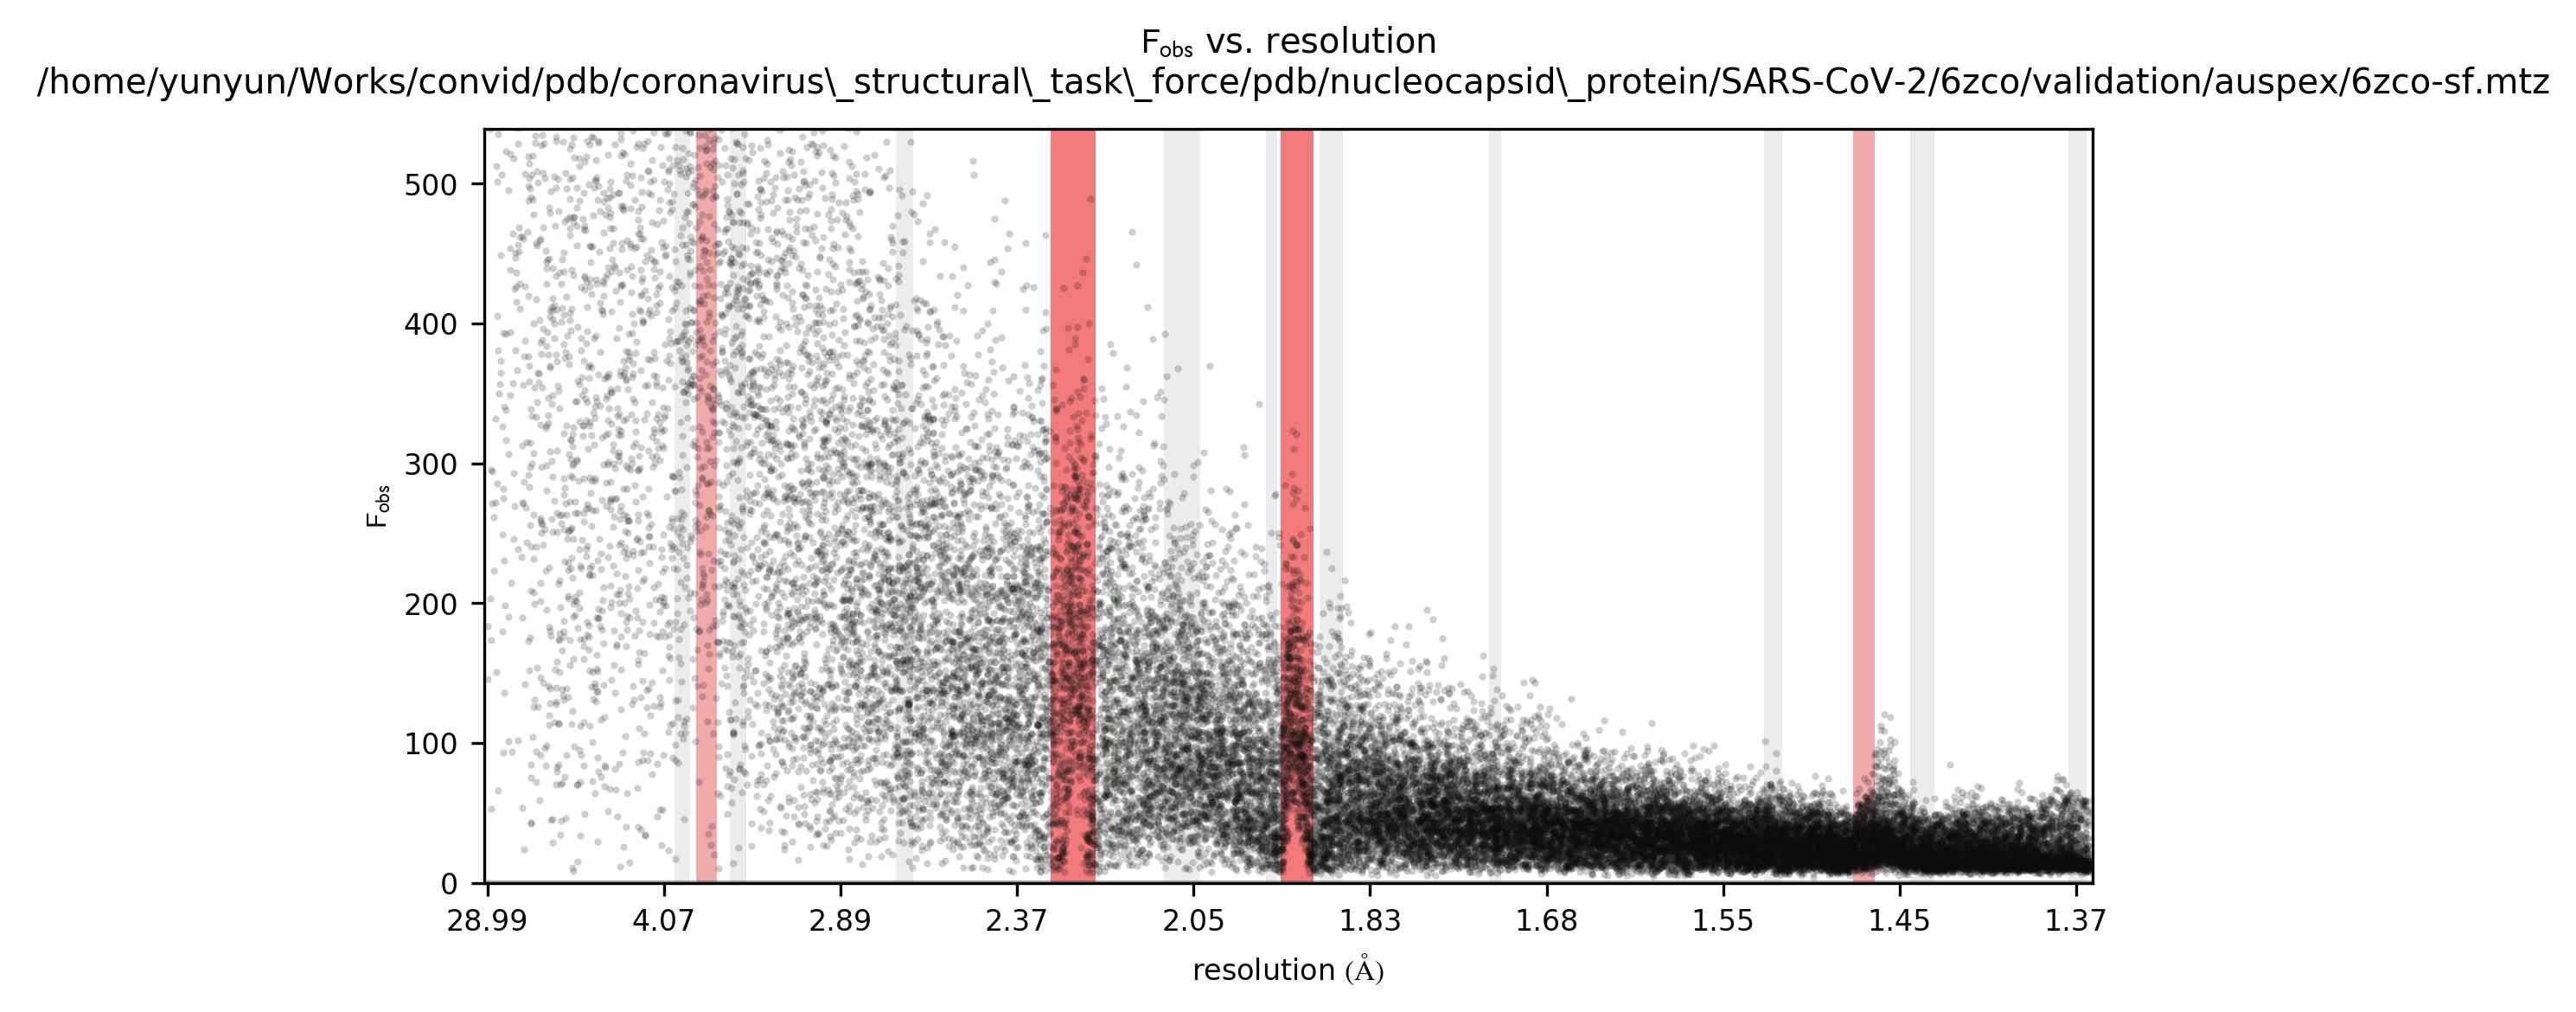 F_obs vs. resolution
/home/yunyun/Works/convid/pdb/coronavirus\_structural\_task\_force/pdb/nucleocapsid\_protein/SARS-CoV-2/6zco/validation/auspex/6zco-sf.mtz
500
400
300
200
100
0
F_obs
28.99 4.07 2.89 2.37 2.05 1.83 1.68 1.55 1.45 1.37
resolution (Å)